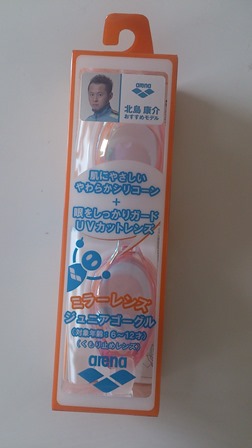 arena
北島 康介
おすすめモデル
肌にやさしい
やわらかシリコーン
+
眼をしっかりガード
UVカットレンズ
ミラーレンズ
ジュニアゴーグル
(対象年齢:6〜12才)
(くもり止めレンズ)
arena